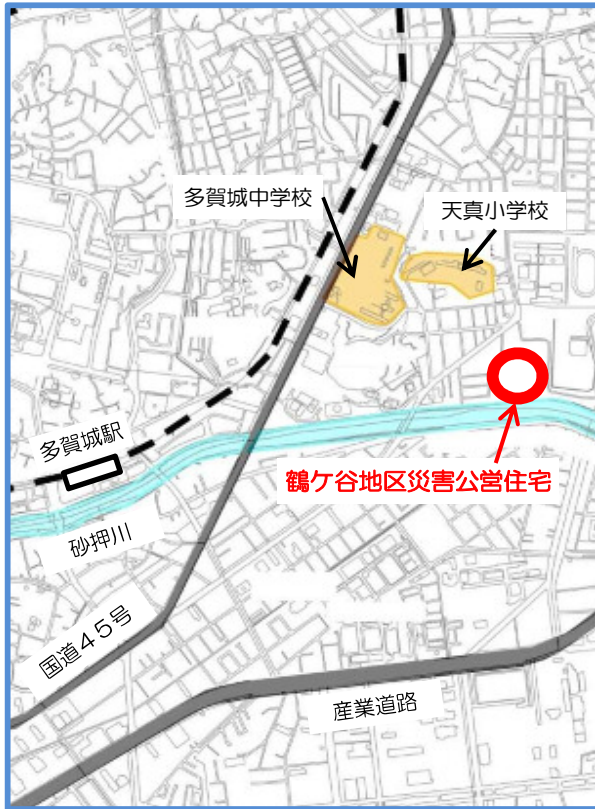 多賀城中学校
天真小学校
多賀城駅
鶴ケ谷地区災害公営住宅
砂押川
国道４５号
産業道路